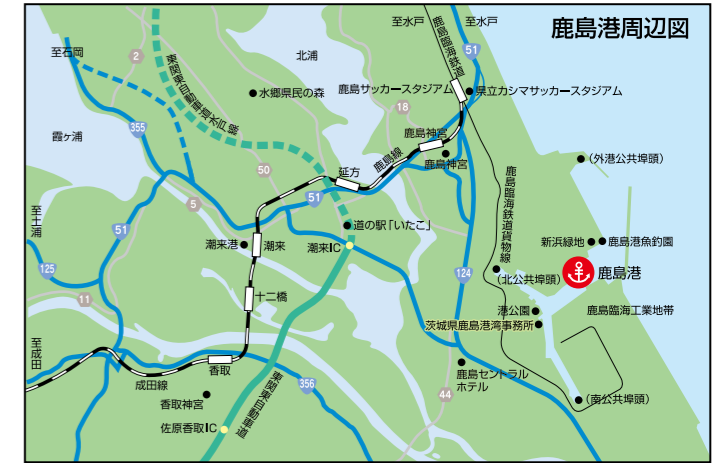 鹿島港周辺図
至水戸
至水戸
鹿島臨海鉄道
51
至石岡
2
東関東自動車道水戸線
北浦
水郷県民の森
鹿島サッカースタジアム
県立カシマサッカースタジアム
18
355
霞ヶ浦
鹿島神宮
鹿島神宮
鹿島線
延方
50
51
(外港公共埠頭)
鹿島臨海鉄道貨物線
5
至土浦
51
125
潮来港
潮来
道の駅「いたこ」
潮来IC
新浜緑地
鹿島港魚釣園
鹿島港
(北公共埠頭)
124
11
十二橋
港公園
鹿島臨海工業地帯
茨城県鹿島港湾事務所
至成田
香取
成田線
東関東自動車道
356
鹿島セントラル
ホテル
44
香取神宮
(南公共埠頭)
佐原香取IC